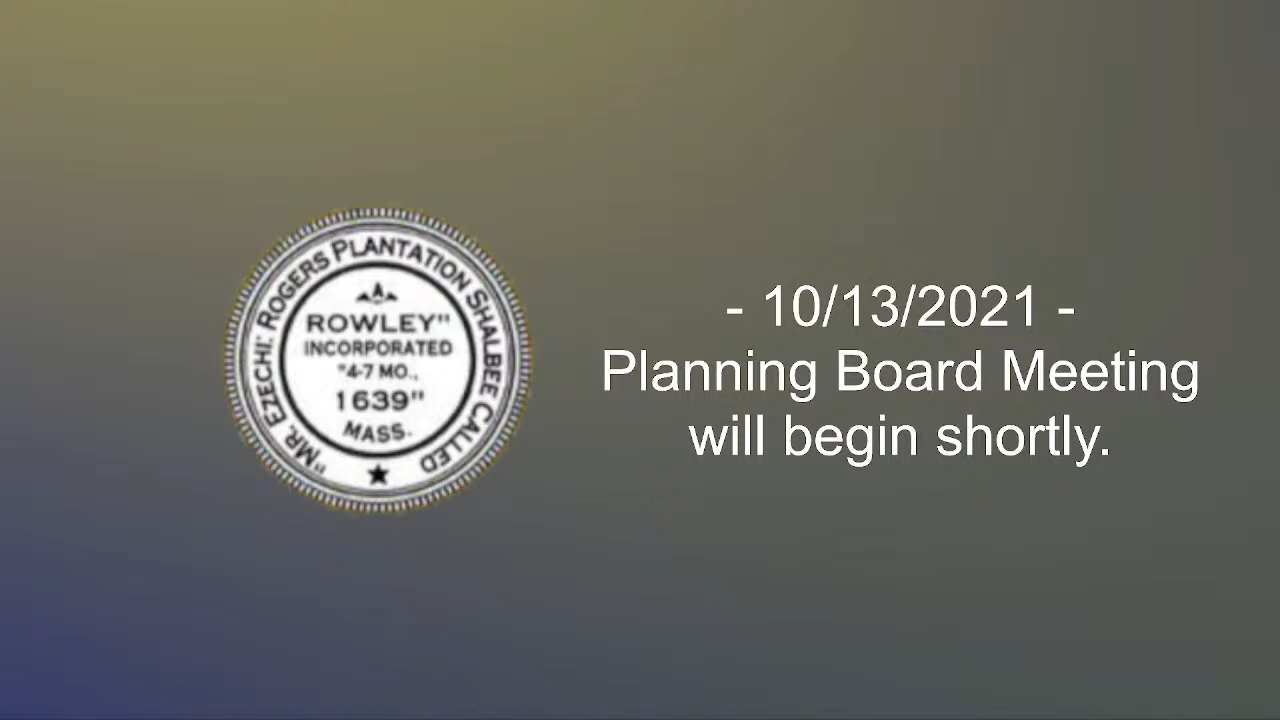 "MR. EZECHI: ROGERS PLANTATION SHALBEE CALLED
ROWLEY"
INCORPORATED
"4-7 MO.,
1639"
MASS.
- 10/13/2021 -
Planning Board Meeting
will begin shortly.